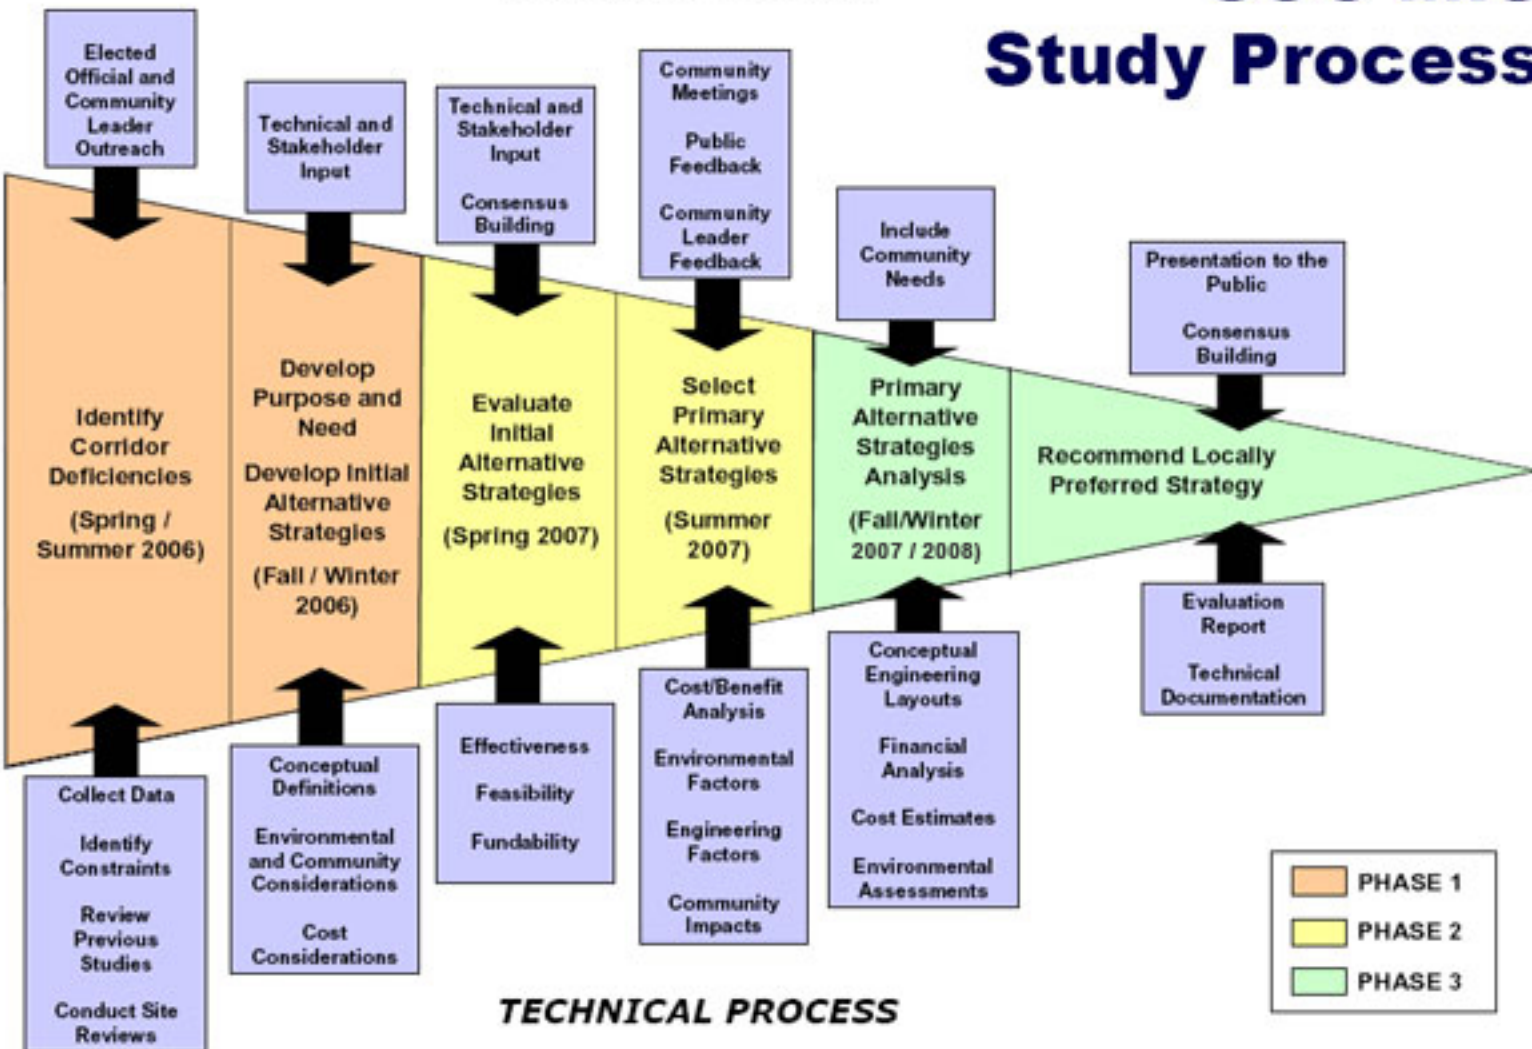 Study Process
Elected
Official and
Community
Leader
Outreach
Technical and
Stakeholder
Input
Technical and
Stakeholder
Input
Consensus
Building
Community
Meetings
Public
Feedback
Community
Leader
Feedback
Include
Community
Needs
Presentation to the
Public
Consensus
Building
Identify
Corridor
Deficiencies
(Spring /
Summer 2006)
Develop
Purpose and
Need
Develop Initial
Alternative
Strategies
(Fall / Winter
2006)
Evaluate
Initial
Alternative
Strategies
(Spring 2007)
Select
Primary
Alternative
Strategies
(Summer
2007)
Primary
Alternative
Strategies
Analysis
(Fall/Winter
2007 / 2008)
Recommend Locally
Preferred Strategy
Collect Data
Identify
Constraints
Review
Previous
Studies
Conduct Site
Reviews
Conceptual
Definitions
Environmental
and Community
Considerations
Cost
Considerations
Effectiveness
Feasibility
Fundability
Cost/Benefit
Analysis
Environmental
Factors
Engineering
Factors
Community
Impacts
Conceptual
Engineering
Layouts
Financial
Analysis
Cost Estimates
Environmental
Assessments
Evaluation
Report
Technical
Documentation
PHASE 1
PHASE 2
PHASE 3
TECHNICAL PROCESS